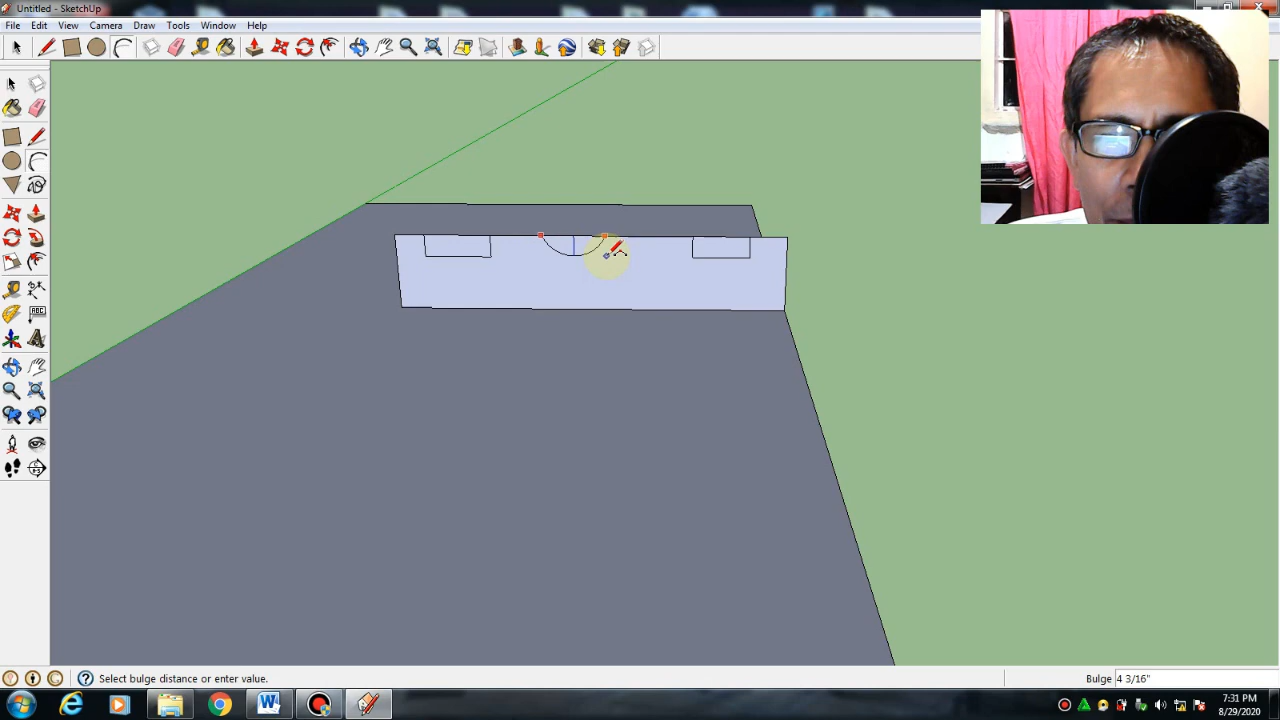 Untitled - SketchUp
File Edit View Camera Draw Tools Window Help
ABC
Select bulge distance or enter value.
Bulge 4 3/16"
7:31 PM
8/29/2020